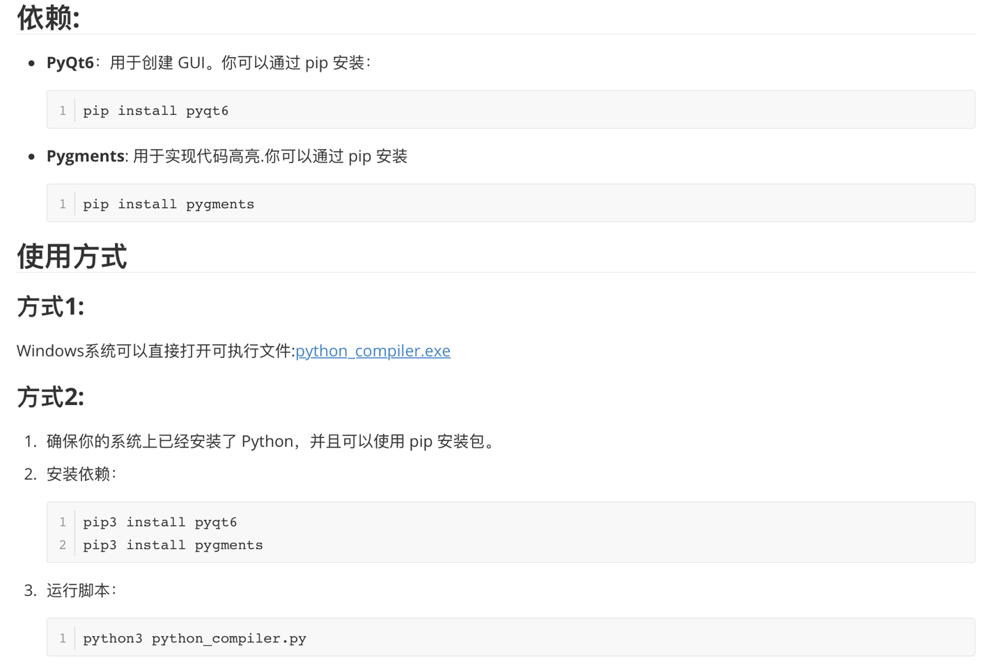 依赖:
PyQt6：用于创建 GUI。你可以通过 pip 安装：
1 pip install pyqt6
Pygments: 用于实现代码高亮.你可以通过 pip 安装
1 pip install pygments
使用方式
方式1:
Windows系统可以直接打开可执行文件:python_compiler.exe
方式2:
1. 确保你的系统上已经安装了 Python，并且可以使用 pip 安装包。
2. 安装依赖：
1 pip3 install pyqt6
2 pip3 install pygments
3. 运行脚本：
1 python3 python_compiler.py